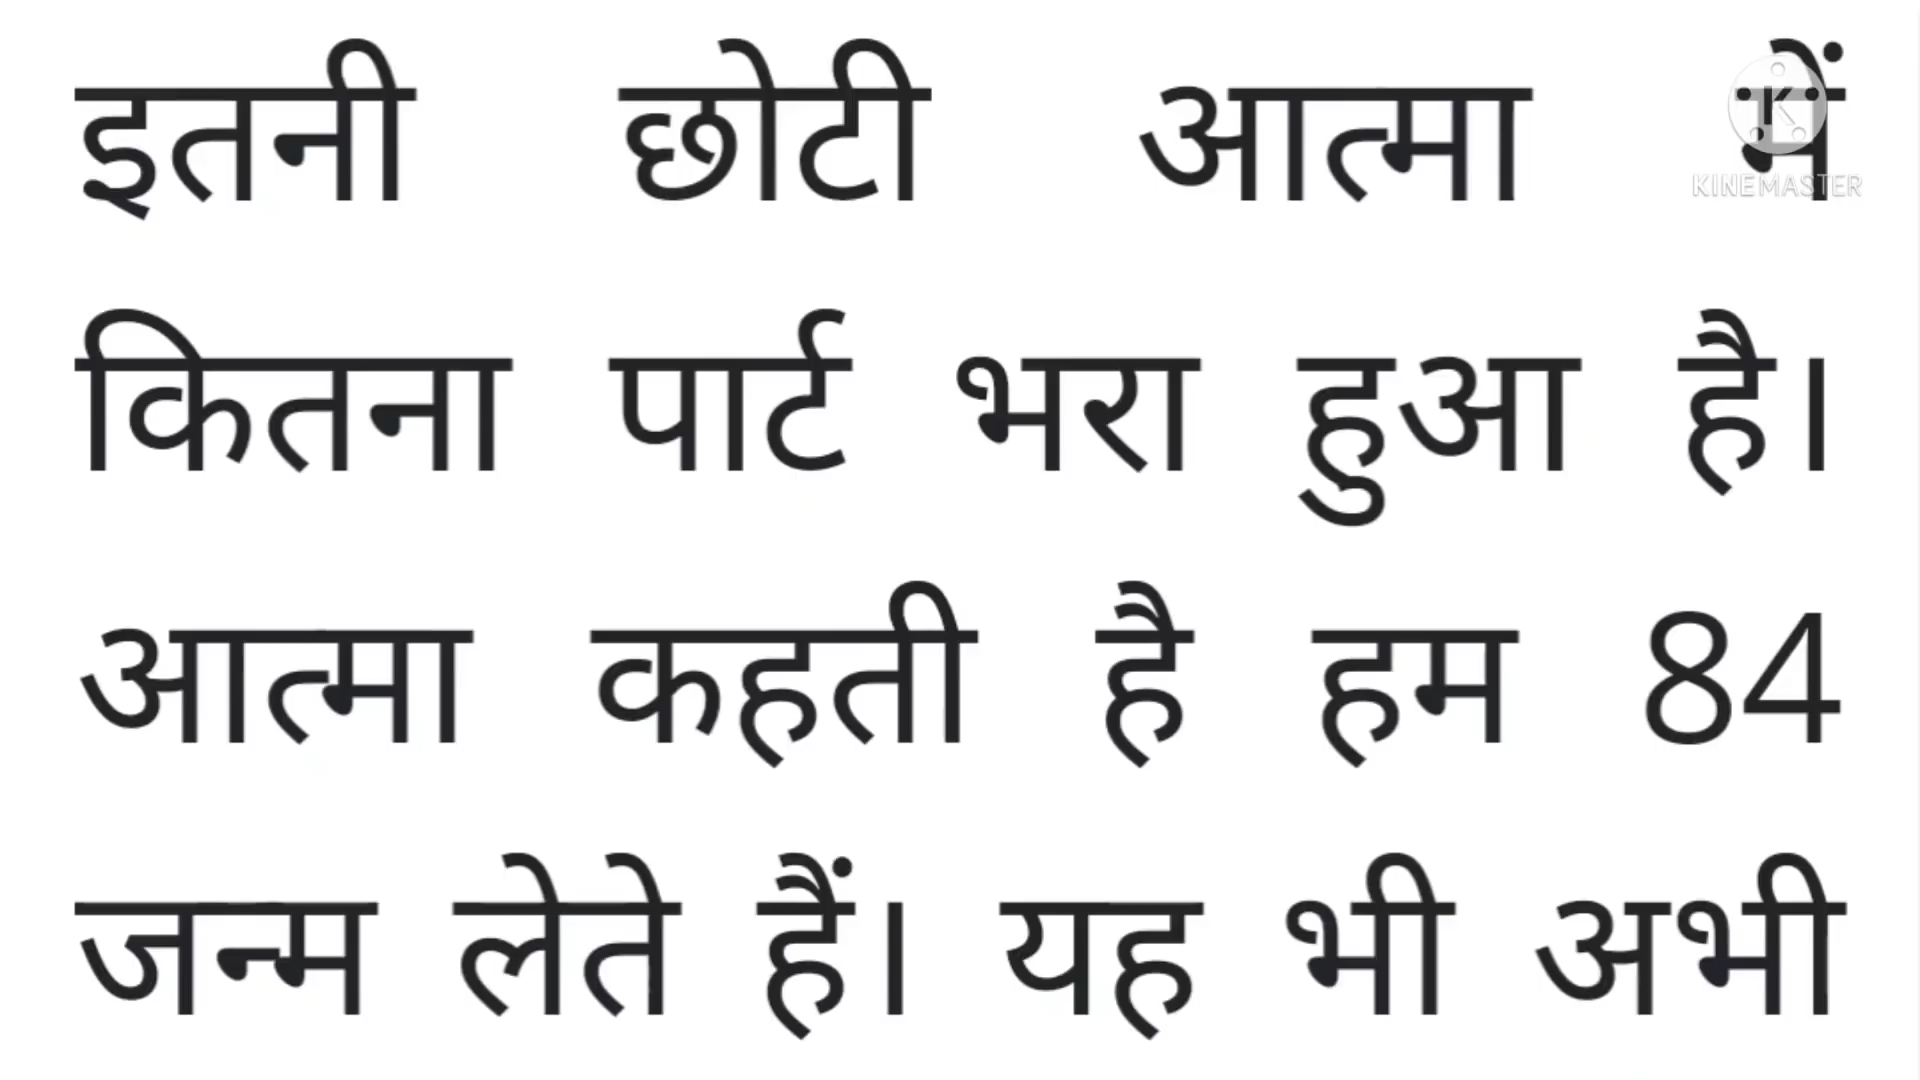 इतनी छोटी आत्मा में
KINEMASTER
कितना पार्ट भरा हुआ है।
आत्मा कहती है हम 84
जन्म लेते हैं। यह भी अभी